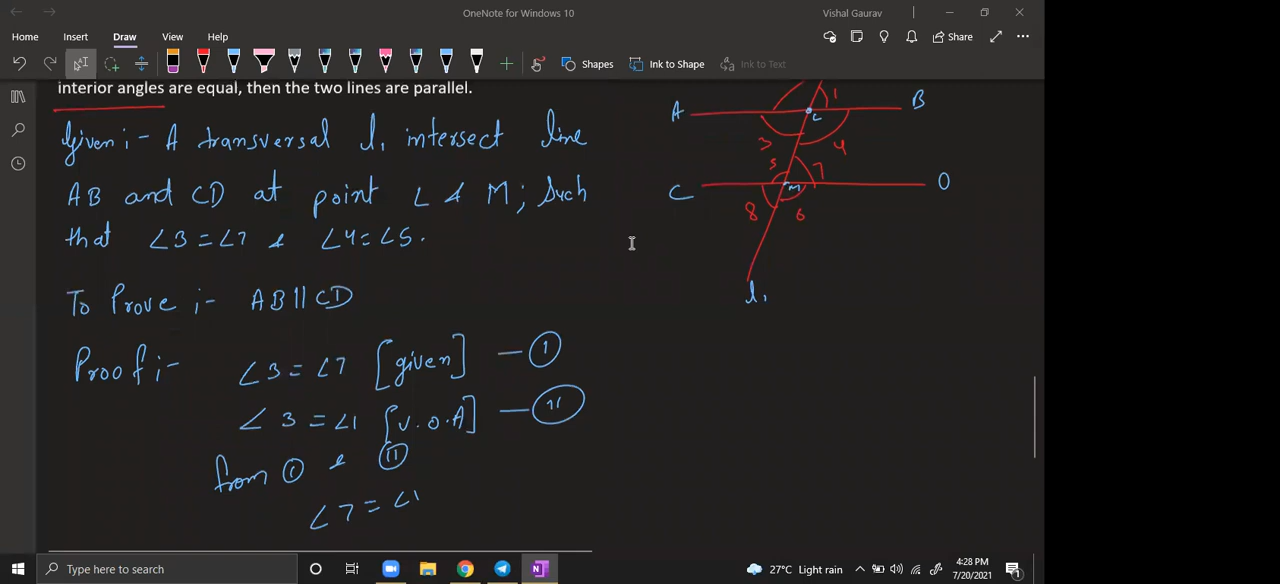 OneNote for Windows 10
Vishal Gaurav
Home Insert Draw View Help
Share
Shapes
Ink to Shape
Ink to Text
interior angles are equal, then the two lines are parallel.
Given :- A transversal l1 intersect line
AB and CD at point L & M; such
that ∠3 = ∠7 & ∠4 = ∠5.
To Prove :- AB || CD
Proof :- ∠3 = ∠7 [given] — (I)
∠3 = ∠1 [V.O.A] — (II)
from (I) & (II)
∠7 = ∠1
A B
1
L
3 4
5 7
C M D
8 6
l1
Type here to search
27°C Light rain
4:28 PM
7/20/2021
1